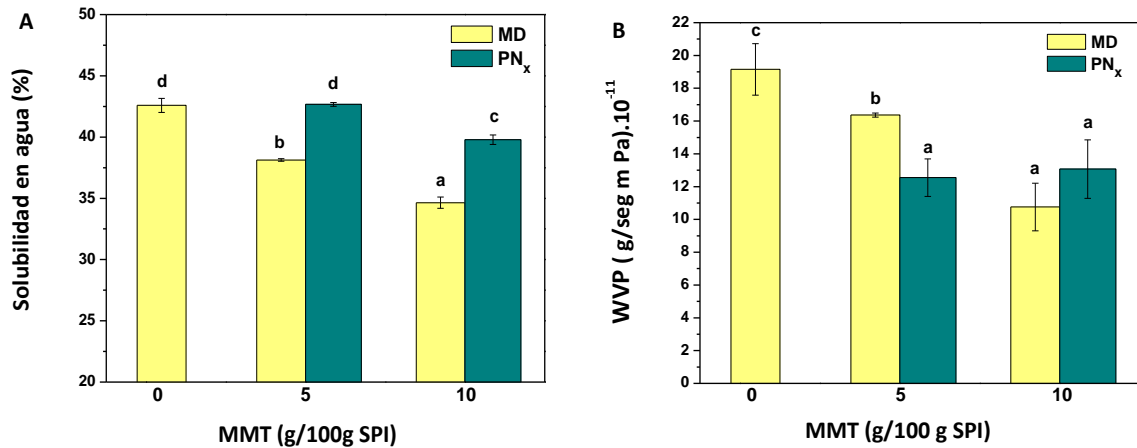 A
50
45
40
35
30
25
20
Solubilidad en agua (%)
MD
PNx
d
b
d
a
c
0
5
10
MMT (g/100g SPI)
B
22
20
18
16
14
12
10
8
6
4
2
0
WVP ( g/seg m Pa).10-11
MD
PNx
c
b
a
a
a
0
5
10
MMT (g/100 g SPI)